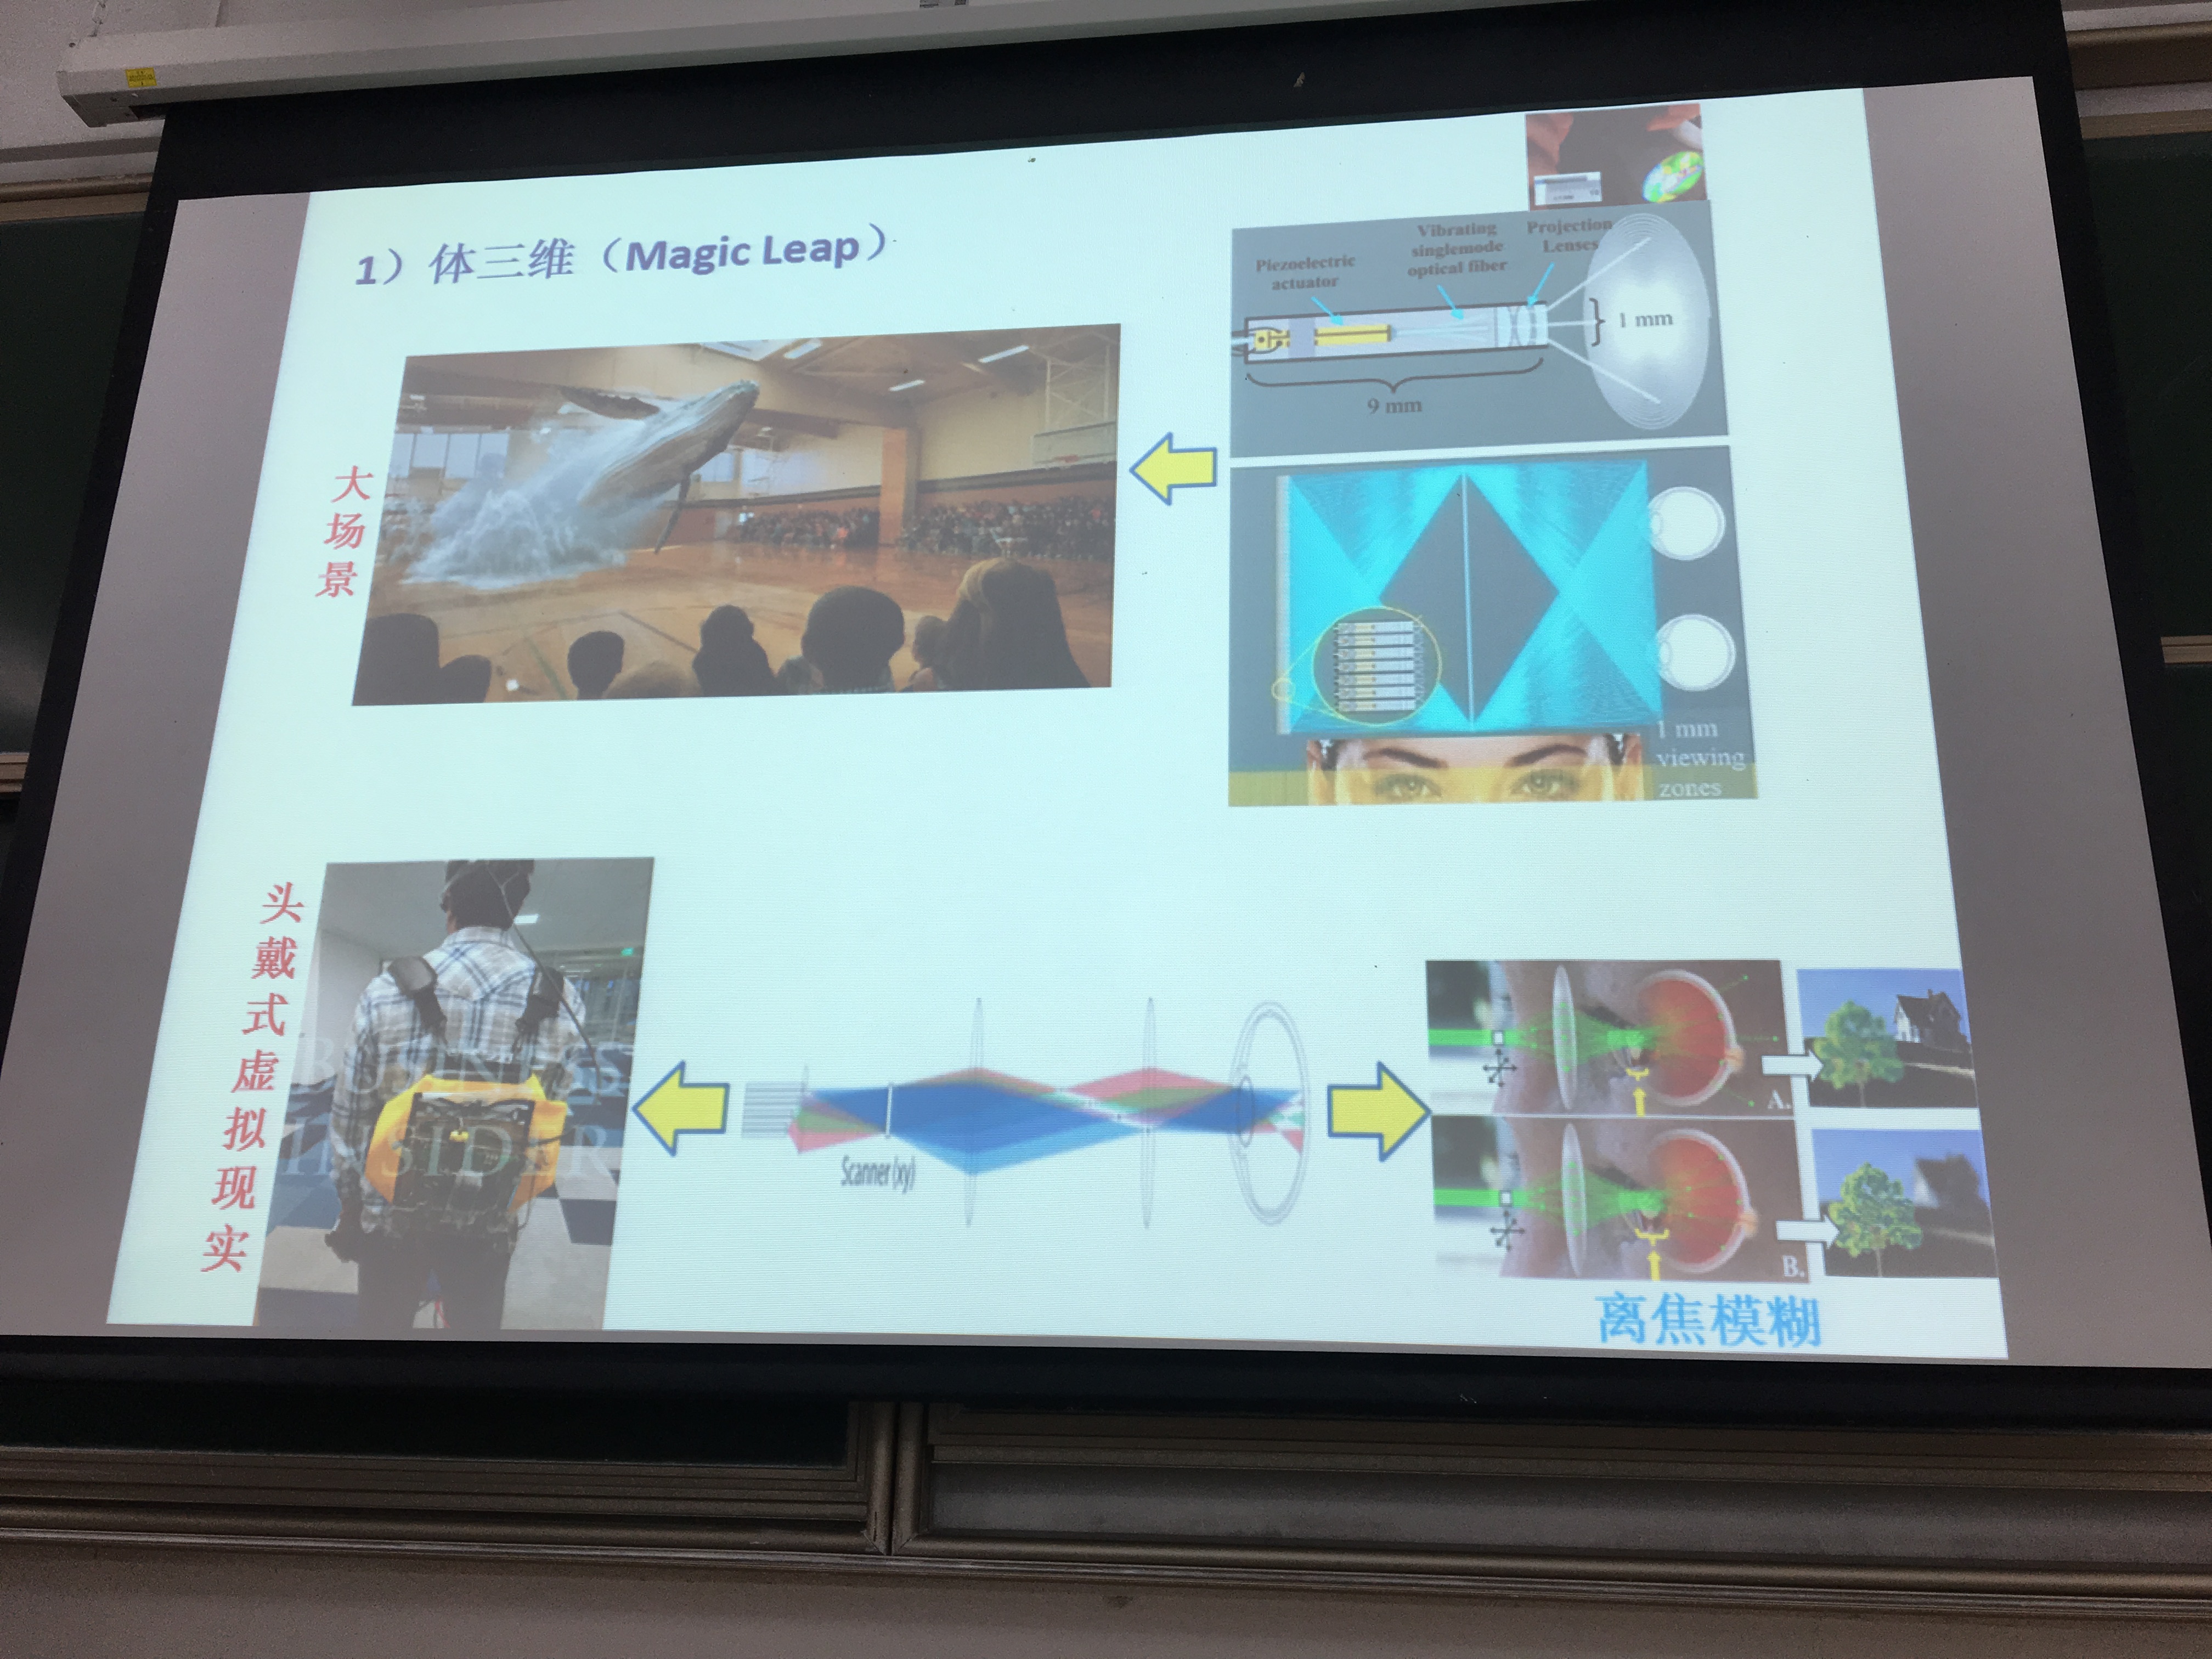 1）体三维（Magic Leap）
Piezoelectric
actuator
Vibrating
singlemode
optical fiber
Projection
Lenses
1 mm
9 mm
大场景
1 mm
viewing
zones
头戴式虚拟现实
BUSINESS
INSIDER
Scanner (xy)
A.
B.
离焦模糊